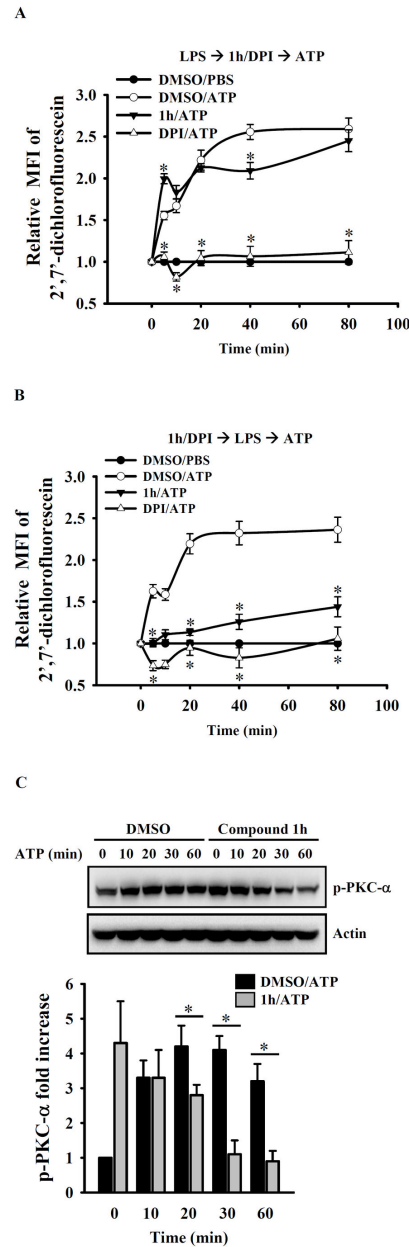 A
LPS → 1h/DPI → ATP
DMSO/PBS
DMSO/ATP
1h/ATP
DPI/ATP
Relative MFI of
2',7'-dichlorofluorescein
3.0
2.5
2.0
1.5
1.0
0.5
* * * * * * *
0 20 40 60 80 100
Time (min)
B
1h/DPI → LPS → ATP
DMSO/PBS
DMSO/ATP
1h/ATP
DPI/ATP
Relative MFI of
2',7'-dichlorofluorescein
3.0
2.5
2.0
1.5
1.0
0.5
* * * * * * * *
0 20 40 60 80 100
Time (min)
C
DMSO Compound 1h
ATP (min) 0 10 20 30 60 0 10 20 30 60
p-PKC-α
Actin
DMSO/ATP
1h/ATP
p-PKC-α fold increase
6
5
4
3
2
1
0
* * *
0 10 20 30 60
Time (min)